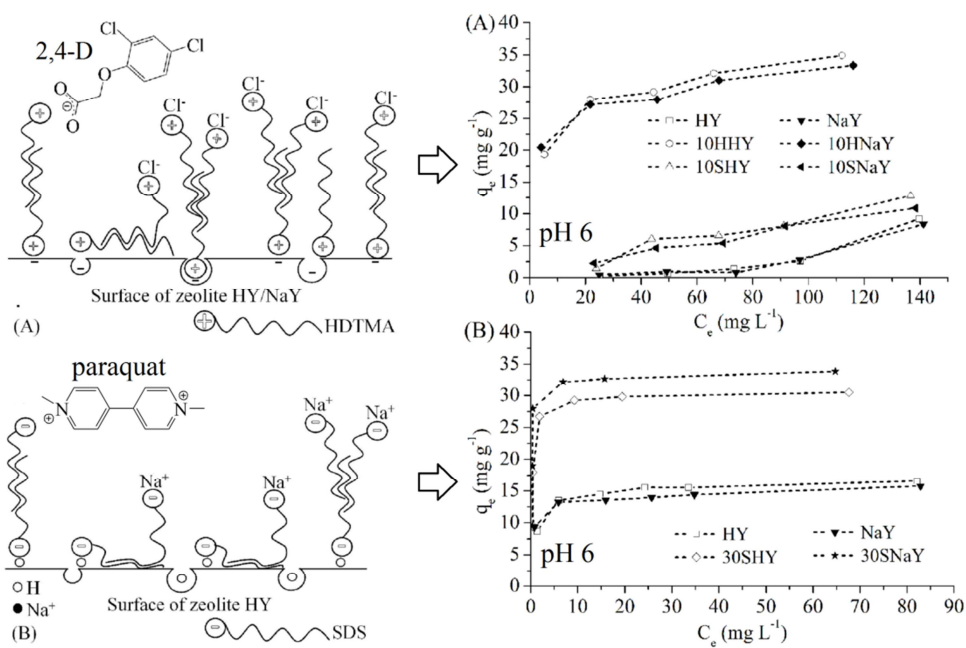 2,4-D
Cl
Cl
O
O
O
⊖
Cl⁻
Cl⁻
Cl⁻
Cl⁻
Cl⁻
Cl⁻
Surface of zeolite HY/NaY
(A)
HDTMA
(A)
40
35
30
25
20
15
10
5
0
qe (mg g⁻¹)
HY
NaY
10HHY
10HNaY
10SHY
10SNaY
pH 6
0 20 40 60 80 100 120 140
Ce (mg L⁻¹)
paraquat
N
⊕
N
⊕
Na⁺
Na⁺
Na⁺
Na⁺
H
Na⁺
Surface of zeolite HY
(B)
SDS
(B)
40
35
30
25
20
15
10
5
0
qe (mg g⁻¹)
HY
NaY
30SHY
30SNaY
pH 6
0 10 20 30 40 50 60 70 80 90
Ce (mg L⁻¹)